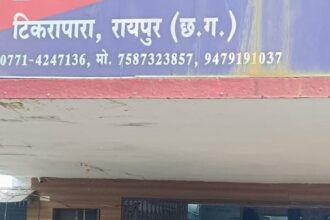 टिकरापारा, रायपुर (छ.ग.)
0771-4247136, मो. 7587323857, 9479191037